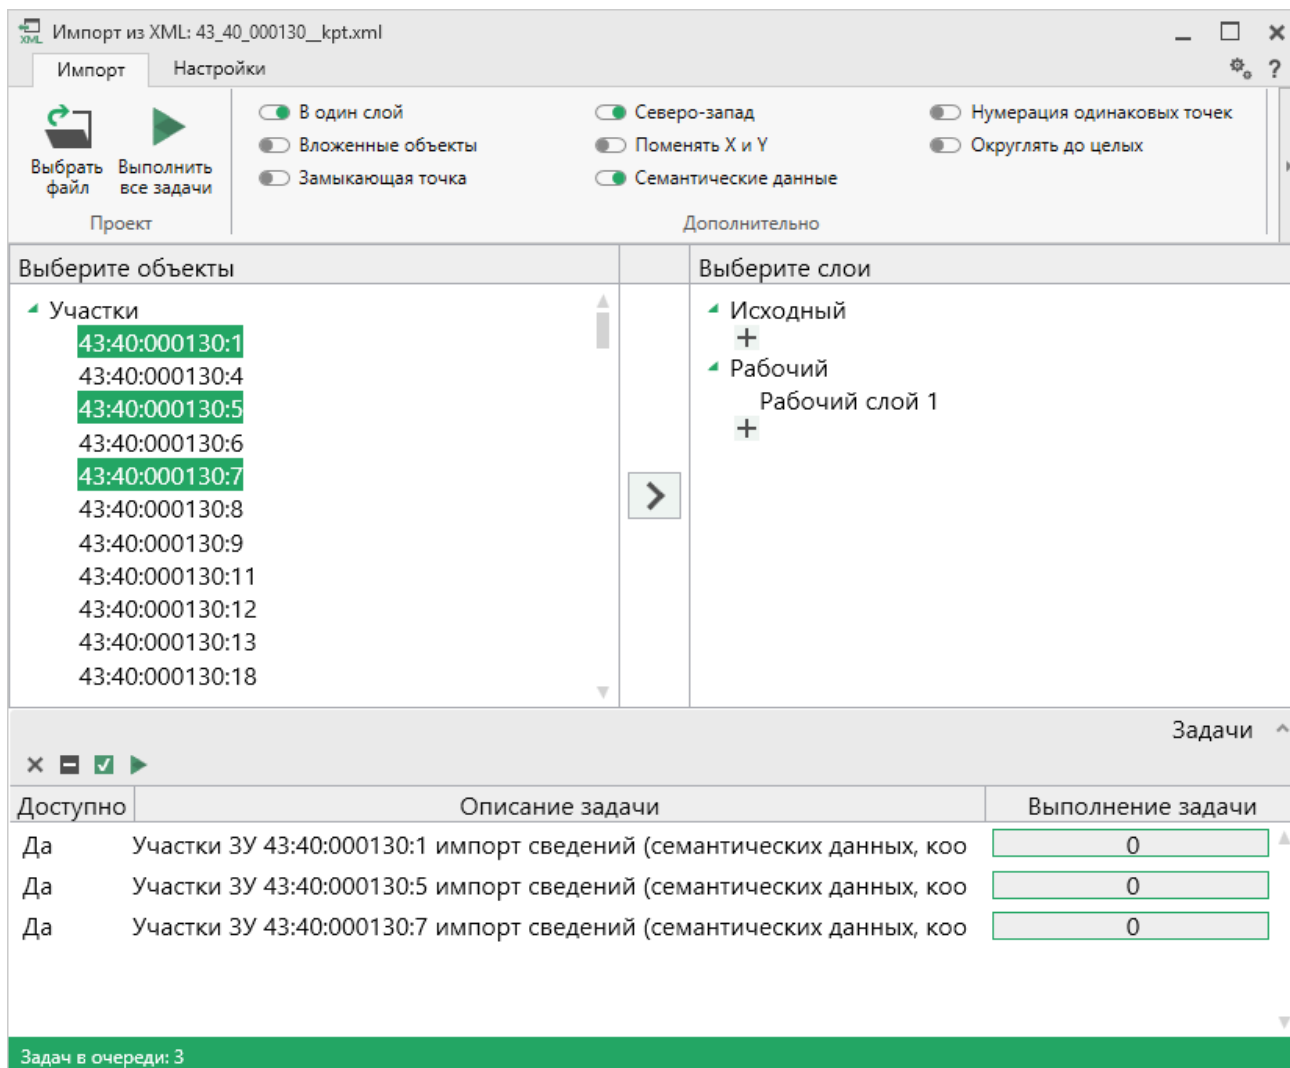 Импорт из XML: 43_40_000130__kpt.xml
Импорт Настройки ?
В один слой Северо-запад Нумерация одинаковых точек
Вложенные объекты Поменять X и Y Округлять до целых
Замыкающая точка Семантические данные
Выбрать файл
Выполнить все задачи
Проект Дополнительно
Выберите объекты Выберите слои
Участки
43:40:000130:1
43:40:000130:4
43:40:000130:5
43:40:000130:6
43:40:000130:7
43:40:000130:8
43:40:000130:9
43:40:000130:11
43:40:000130:12
43:40:000130:13
43:40:000130:18
Исходный
+
Рабочий
Рабочий слой 1
+
Задачи
Доступно Описание задачи Выполнение задачи
Да Участки ЗУ 43:40:000130:1 импорт сведений (семантических данных, коо 0
Да Участки ЗУ 43:40:000130:5 импорт сведений (семантических данных, коо 0
Да Участки ЗУ 43:40:000130:7 импорт сведений (семантических данных, коо 0
Задач в очереди: 3